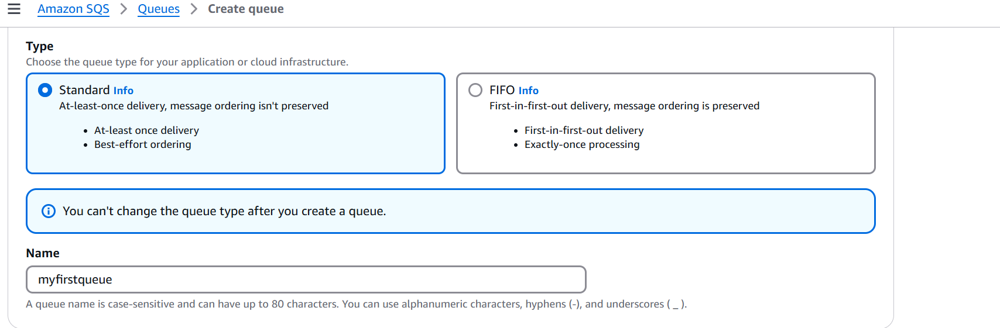 Amazon SQS > Queues > Create queue
Type
Choose the queue type for your application or cloud infrastructure.
Standard Info
At-least-once delivery, message ordering isn't preserved
• At-least once delivery
• Best-effort ordering
FIFO Info
First-in-first-out delivery, message ordering is preserved
• First-in-first-out delivery
• Exactly-once processing
You can't change the queue type after you create a queue.
Name
myfirstqueue
A queue name is case-sensitive and can have up to 80 characters. You can use alphanumeric characters, hyphens (-), and underscores ( _ ).